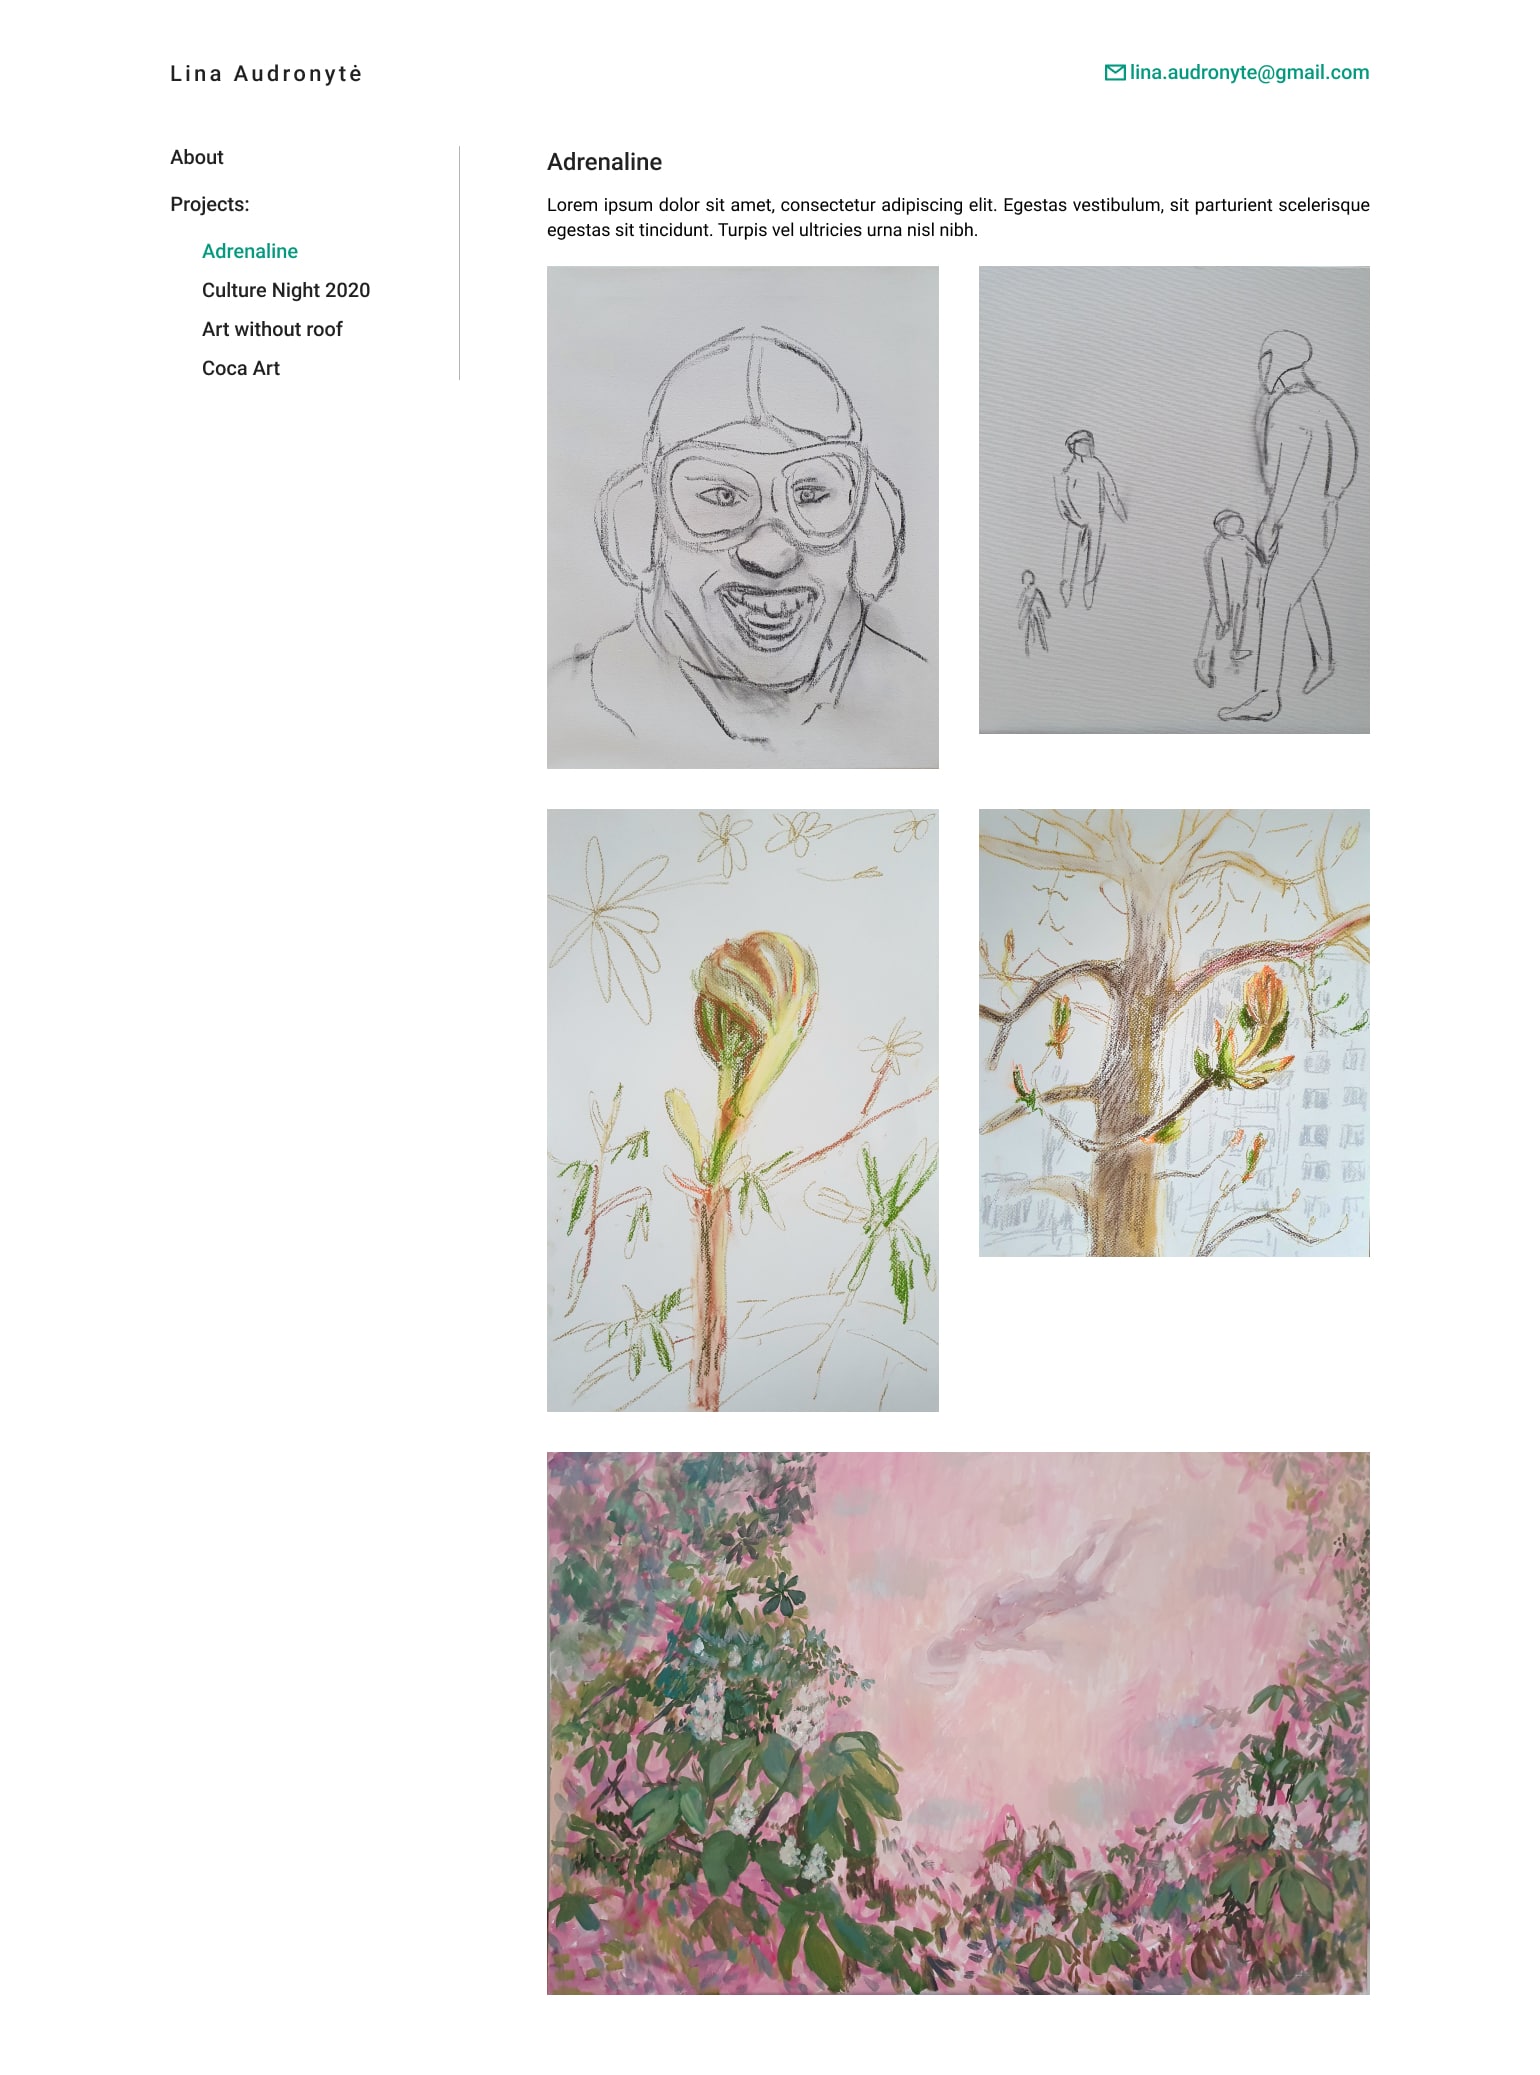 Lina Audronytė
lina.audronyte@gmail.com
About
Projects:
Adrenaline
Culture Night 2020
Art without roof
Coca Art
Adrenaline
Lorem ipsum dolor sit amet, consectetur adipiscing elit. Egestas vestibulum, sit parturient scelerisque
egestas sit tincidunt. Turpis vel ultricies urna nisl nibh.